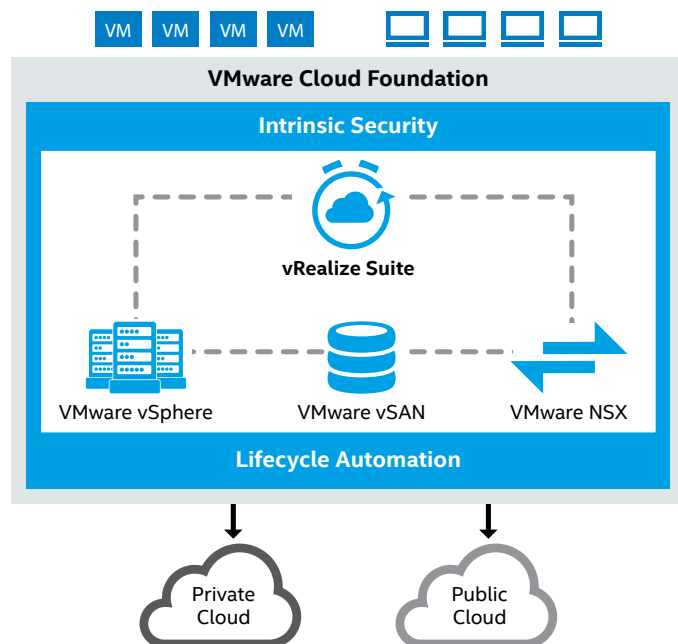 VM VM VM VM
VMware Cloud Foundation
Intrinsic Security
vRealize Suite
VMware vSphere VMware vSAN VMware NSX
Lifecycle Automation
Private Public
Cloud Cloud